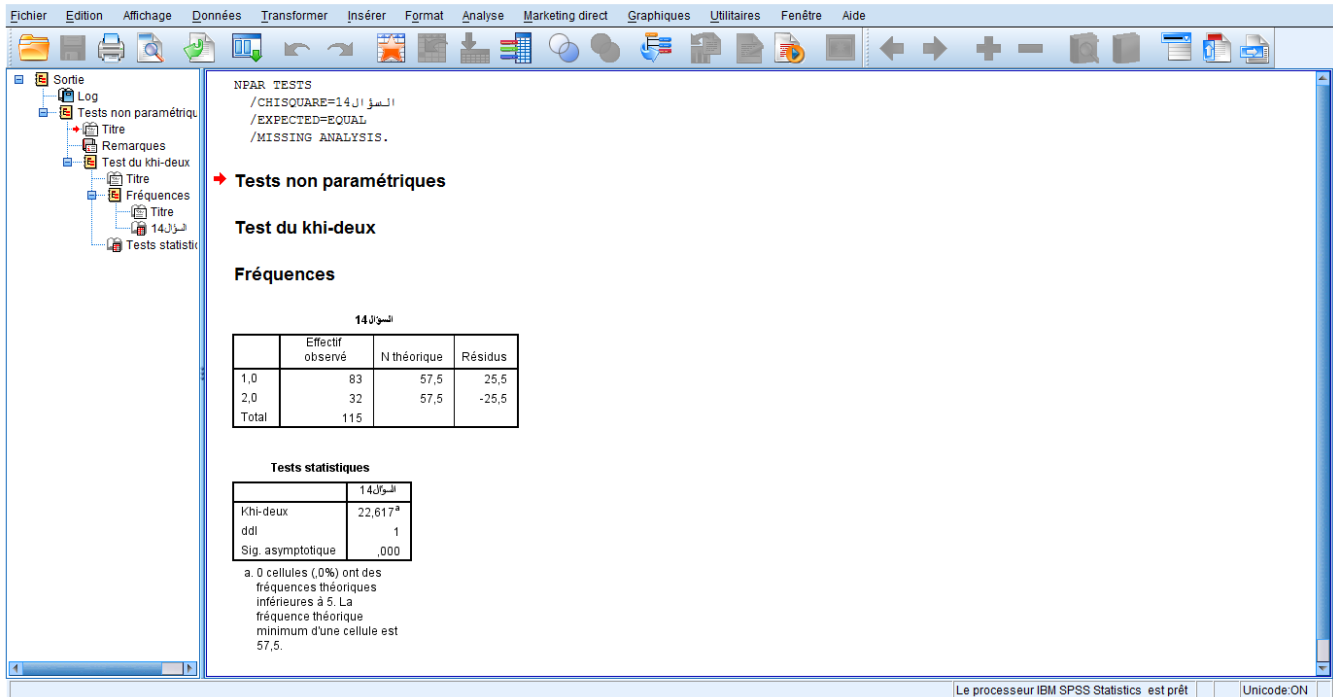 Fichier Edition Affichage Données Transformer Insérer Format Analyse Marketing direct Graphiques Utilitaires Fenêtre Aide
Sortie
Log
Tests non paramétriqu
Titre
Remarques
Test du khi-deux
Titre
Fréquences
Titre
السؤال14
Tests statistic
NPAR TESTS
/CHISQUARE=السؤال14
/EXPECTED=EQUAL
/MISSING ANALYSIS.
Tests non paramétriques
Test du khi-deux
Fréquences
السؤال14
Effectif observé N théorique Résidus
1,0 83 57,5 25,5
2,0 32 57,5 -25,5
Total 115
Tests statistiques
السؤال14
Khi-deux 22,617a
ddl 1
Sig. asymptotique ,000
a. 0 cellules (,0%) ont des
fréquences théoriques
inférieures à 5. La
fréquence théorique
minimum d'une cellule est
57,5.
Le processeur IBM SPSS Statistics est prêt Unicode:ON